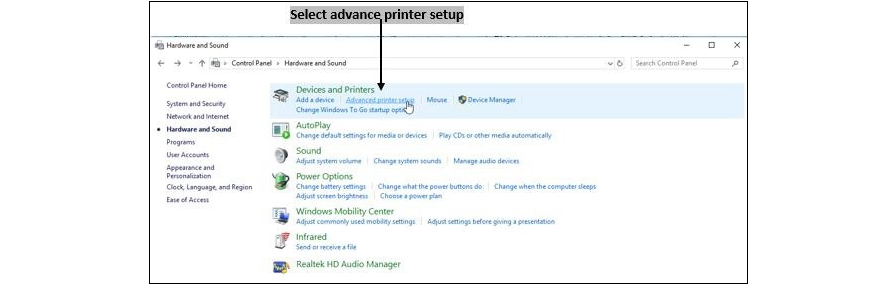 Select advance printer setup
Hardware and Sound
Control Panel > Hardware and Sound
Search Control Panel
Control Panel Home
System and Security
Network and Internet
Hardware and Sound
Programs
User Accounts
Appearance and
Personalization
Clock, Language, and Region
Ease of Access
Devices and Printers
Add a device | Advanced printer setup | Mouse | Device Manager
Change Windows To Go startup options
AutoPlay
Change default settings for media or devices | Play CDs or other media automatically
Sound
Adjust system volume | Change system sounds | Manage audio devices
Power Options
Change battery settings | Change what the power buttons do | Change when the computer sleeps
Adjust screen brightness | Choose a power plan
Windows Mobility Center
Adjust commonly used mobility settings | Adjust settings before giving a presentation
Infrared
Send or receive a file
Realtek HD Audio Manager